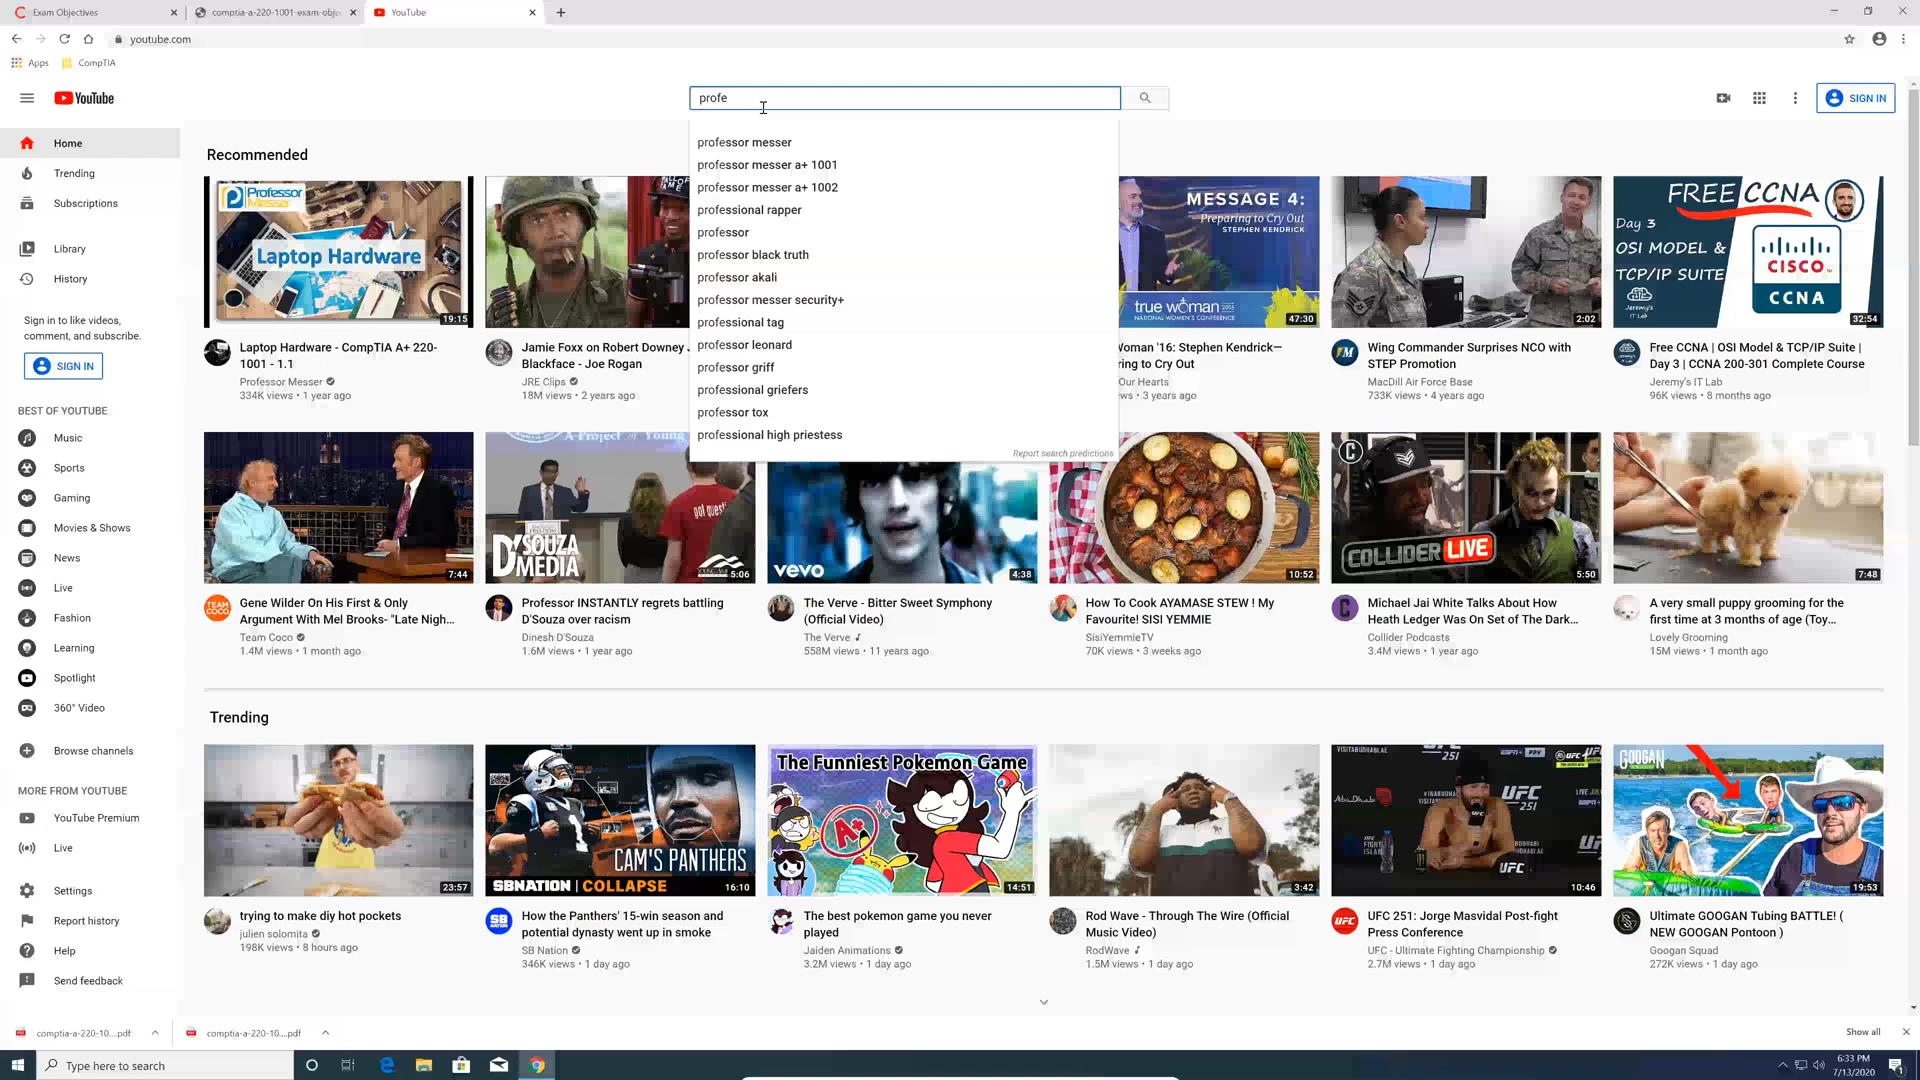 Exam Objectives
comptia-a-220-1001-exam-obje
YouTube
youtube.com
Apps
CompTIA
YouTube
profe
SIGN IN
professor messer
professor messer a+ 1001
professor messer a+ 1002
professional rapper
professor
professor black truth
professor akali
professor messer security+
professional tag
professor leonard
professor griff
professional griefers
professor tox
professional high priestess
Report search predictions
Home
Trending
Subscriptions
Library
History
Sign in to like videos,
comment, and subscribe.
SIGN IN
BEST OF YOUTUBE
Music
Sports
Gaming
Movies & Shows
News
Live
Fashion
Learning
Spotlight
360° Video
Browse channels
MORE FROM YOUTUBE
YouTube Premium
Live
Settings
Report history
Help
Send feedback
Recommended
Professor
Messer
Laptop Hardware
19:15
MESSAGE 4:
Preparing to Cry Out
STEPHEN KENDRICK
true woman
NATIONAL WOMEN'S CONFERENCE
47:30
2:02
FREE CCNA
Day 3
OSI MODEL &
TCP/IP SUITE
CISCO
CCNA
Jeremy's
IT Lab
32:54
Laptop Hardware - CompTIA A+ 220-
1001 - 1.1
Professor Messer
334K views • 1 year ago
Jamie Foxx on Robert Downey
Blackface - Joe Rogan
JRE Clips
18M views • 2 years ago
Woman '16: Stephen Kendrick—
g to Cry Out
Our Hearts
ws • 3 years ago
Wing Commander Surprises NCO with
STEP Promotion
MacDill Air Force Base
733K views • 4 years ago
Free CCNA | OSI Model & TCP/IP Suite |
Day 3 | CCNA 200-301 Complete Course
Jeremy's IT Lab
96K views • 8 months ago
7:44
A Project of Young
got quest
D'SOUZA
MEDIA
5:06
vevo
4:38
10:52
COLLIDER LIVE
5:50
7:48
Gene Wilder On His First & Only
Argument With Mel Brooks- "Late Nigh...
TEAM COCO
Team Coco
1.4M views • 1 month ago
Professor INSTANTLY regrets battling
D'Souza over racism
Dinesh D'Souza
1.6M views • 1 year ago
The Verve - Bitter Sweet Symphony
(Official Video)
The Verve
558M views • 11 years ago
How To Cook AYAMASE STEW ! My
Favourite! SISI YEMMIE
SisiYemmieTV
70K views • 3 weeks ago
Michael Jai White Talks About How
Heath Ledger Was On Set of The Dark...
Collider Podcasts
3.4M views • 1 year ago
A very small puppy grooming for the
first time at 3 months of age (Toy...
Lovely Grooming
15M views • 1 month ago
Trending
23:57
CAM'S PANTHERS
SBNATION | COLLAPSE
16:10
The Funniest Pokemon Game
A+
14:51
3:42
UFC
251
UFC
251
UFC
10:46
GOOGAN
19:53
trying to make diy hot pockets
julien solomita
198K views • 8 hours ago
How the Panthers' 15-win season and
potential dynasty went up in smoke
SB Nation
346K views • 1 day ago
The best pokemon game you never
played
Jaiden Animations
3.2M views • 1 day ago
Rod Wave - Through The Wire (Official
Music Video)
RodWave
1.5M views • 1 day ago
UFC 251: Jorge Masvidal Post-fight
Press Conference
UFC - Ultimate Fighting Championship
2.7M views • 1 day ago
Ultimate GOOGAN Tubing BATTLE! (
NEW GOOGAN Pontoon )
Googan Squad
272K views • 1 day ago
comptia-a-220-10....pdf
comptia-a-220-10....pdf
Show all
Type here to search
6:33 PM
7/13/2020